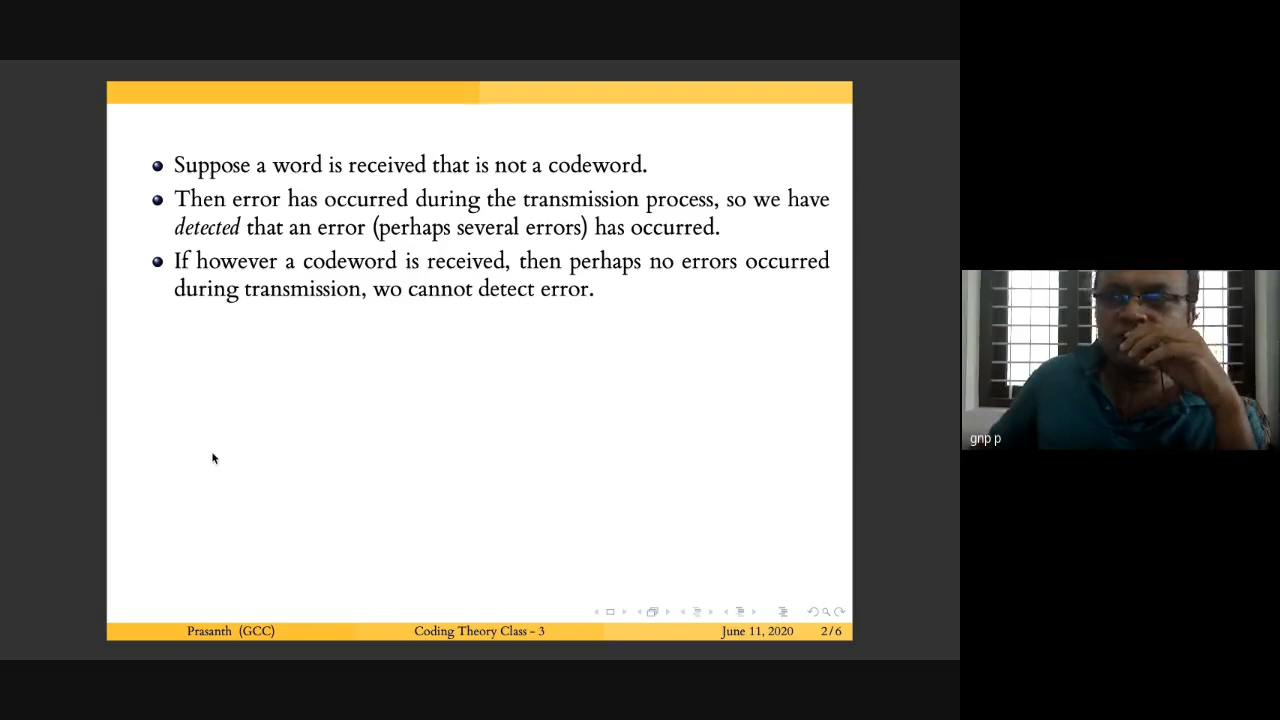 Suppose a word is received that is not a codeword.
Then error has occurred during the transmission process, so we have
detected that an error (perhaps several errors) has occurred.
If however a codeword is received, then perhaps no errors occurred
during transmission, wo cannot detect error.
gnp p
Prasanth (GCC) Coding Theory Class - 3 June 11, 2020 2/6